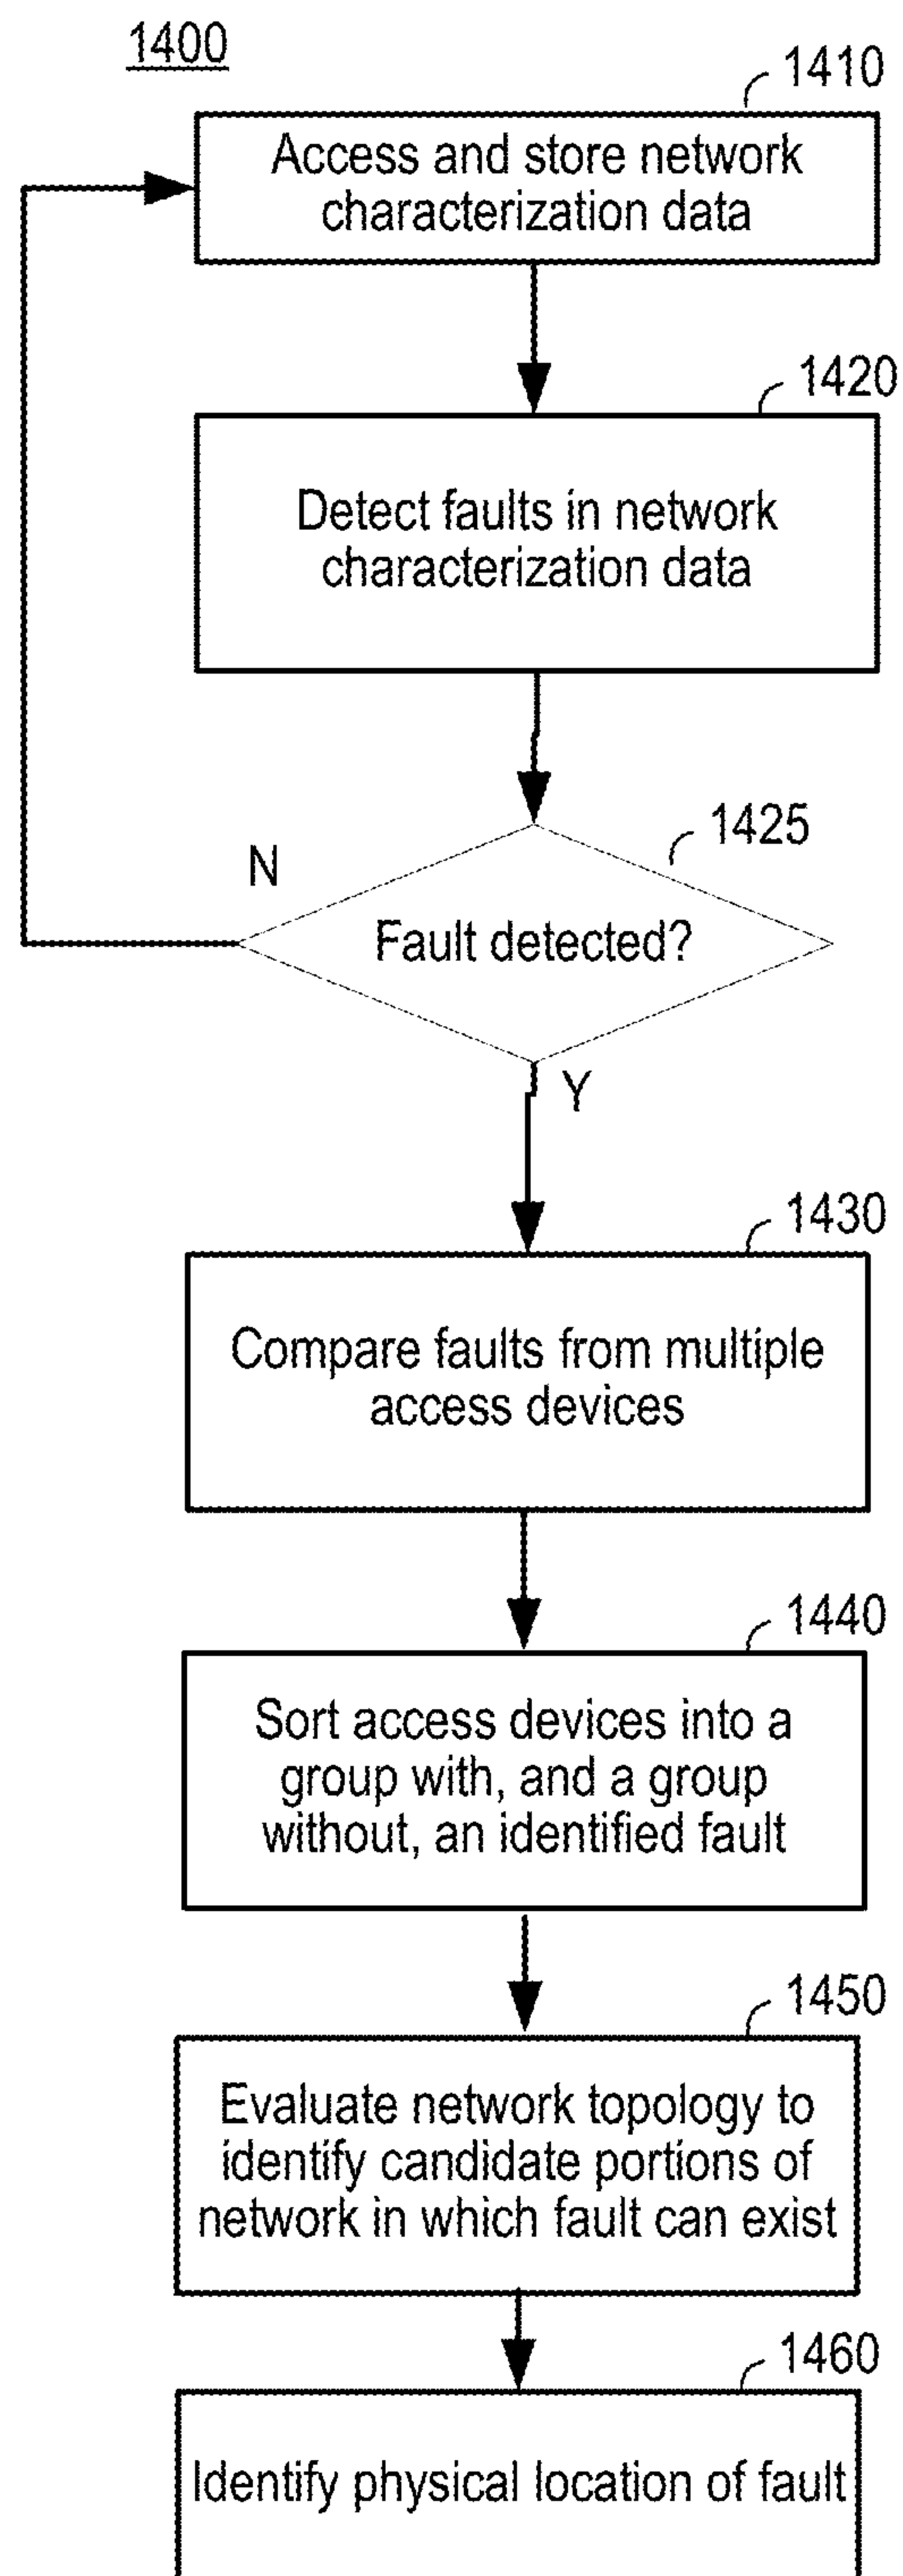 1400
1410
Access and store network
characterization data
1420
Detect faults in network
characterization data
1425
N
Fault detected?
Y
1430
Compare faults from multiple
access devices
1440
Sort access devices into a
group with, and a group
without, an identified fault
1450
Evaluate network topology to
identify candidate portions of
network in which fault can exist
1460
Identify physical location of fault